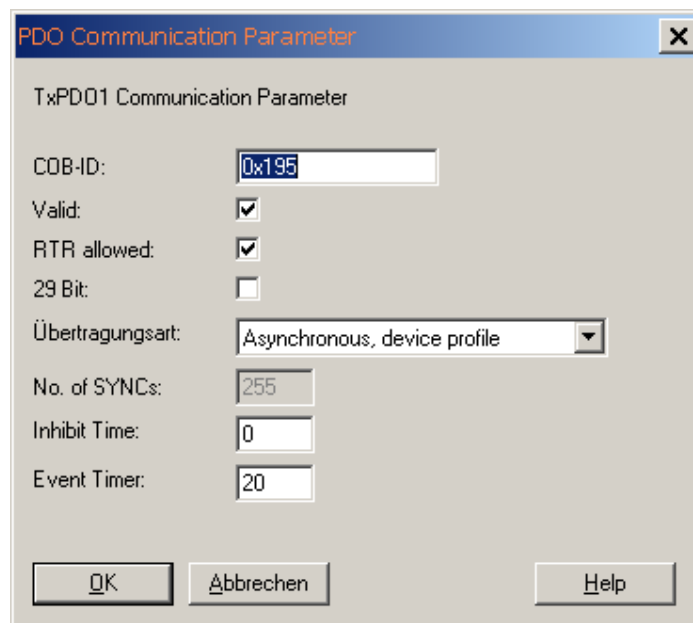 PDO Communication Parameter
TxPDO1 Communication Parameter
COB-ID: 0x195
Valid:
RTR allowed:
29 Bit:
Übertragungsart: Asynchronous, device profile
No. of SYNCs: 255
Inhibit Time: 0
Event Timer: 20
OK Abbrechen Help